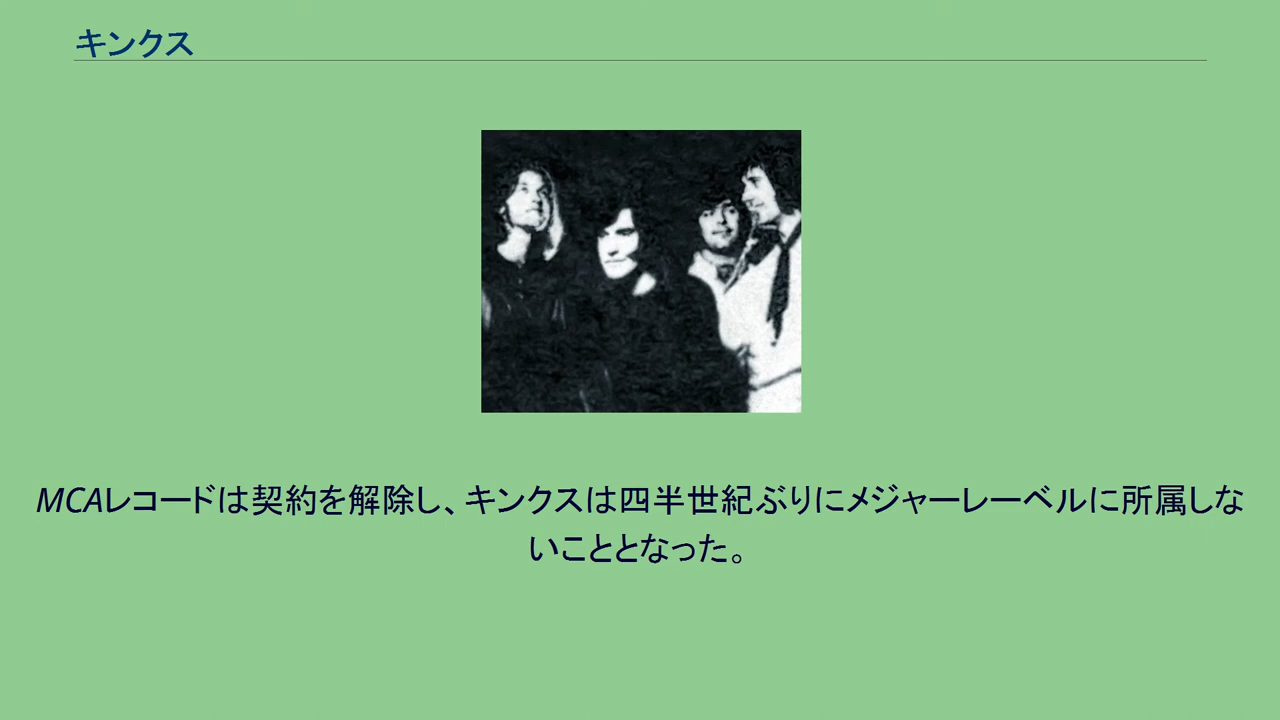 キンクス
MCAレコードは契約を解除し、キンクスは四半世紀ぶりにメジャーレーベルに所属しな
いこととなった。